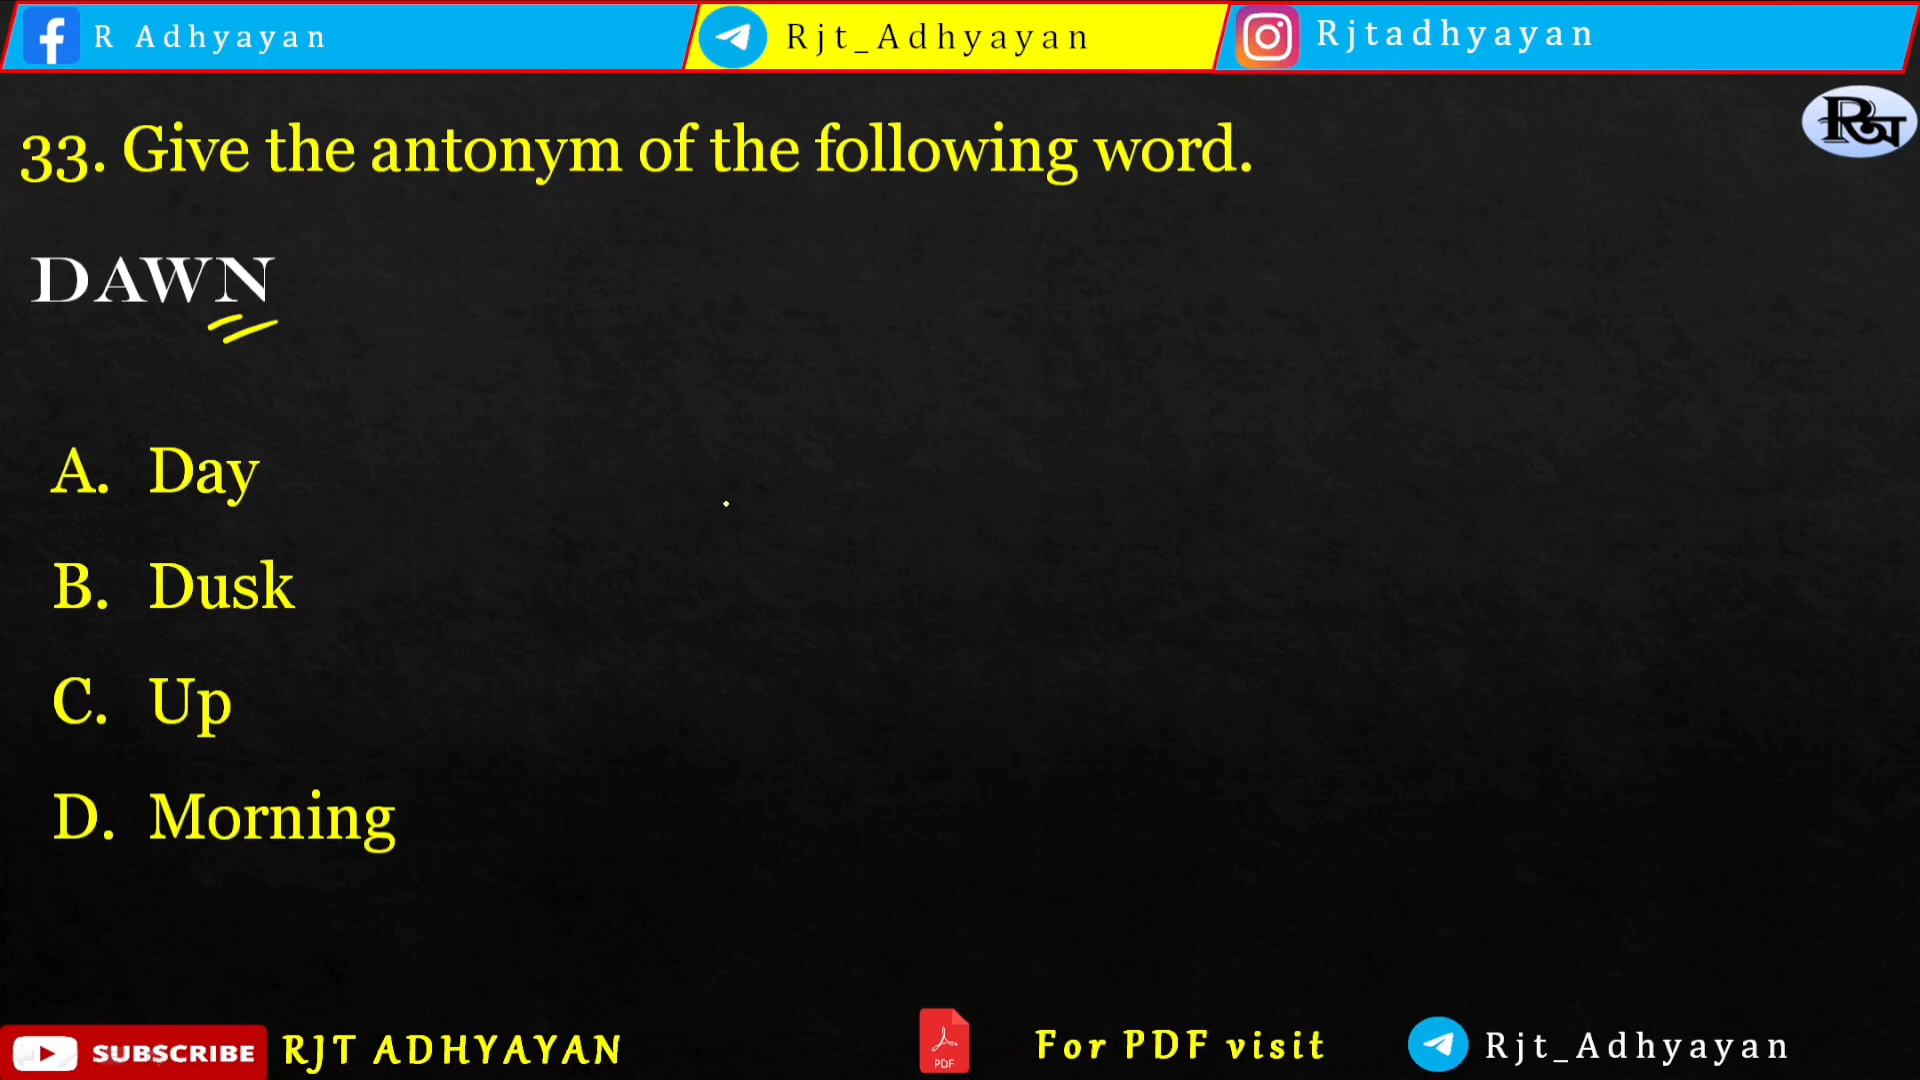 R Adhyayan
Rjt_Adhyayan
Rjtadhyayan
33. Give the antonym of the following word.
DAWN
A. Day
B. Dusk
C. Up
D. Morning
SUBSCRIBE
RJT ADHYAYAN
PDF
For PDF visit
Rjt_Adhyayan